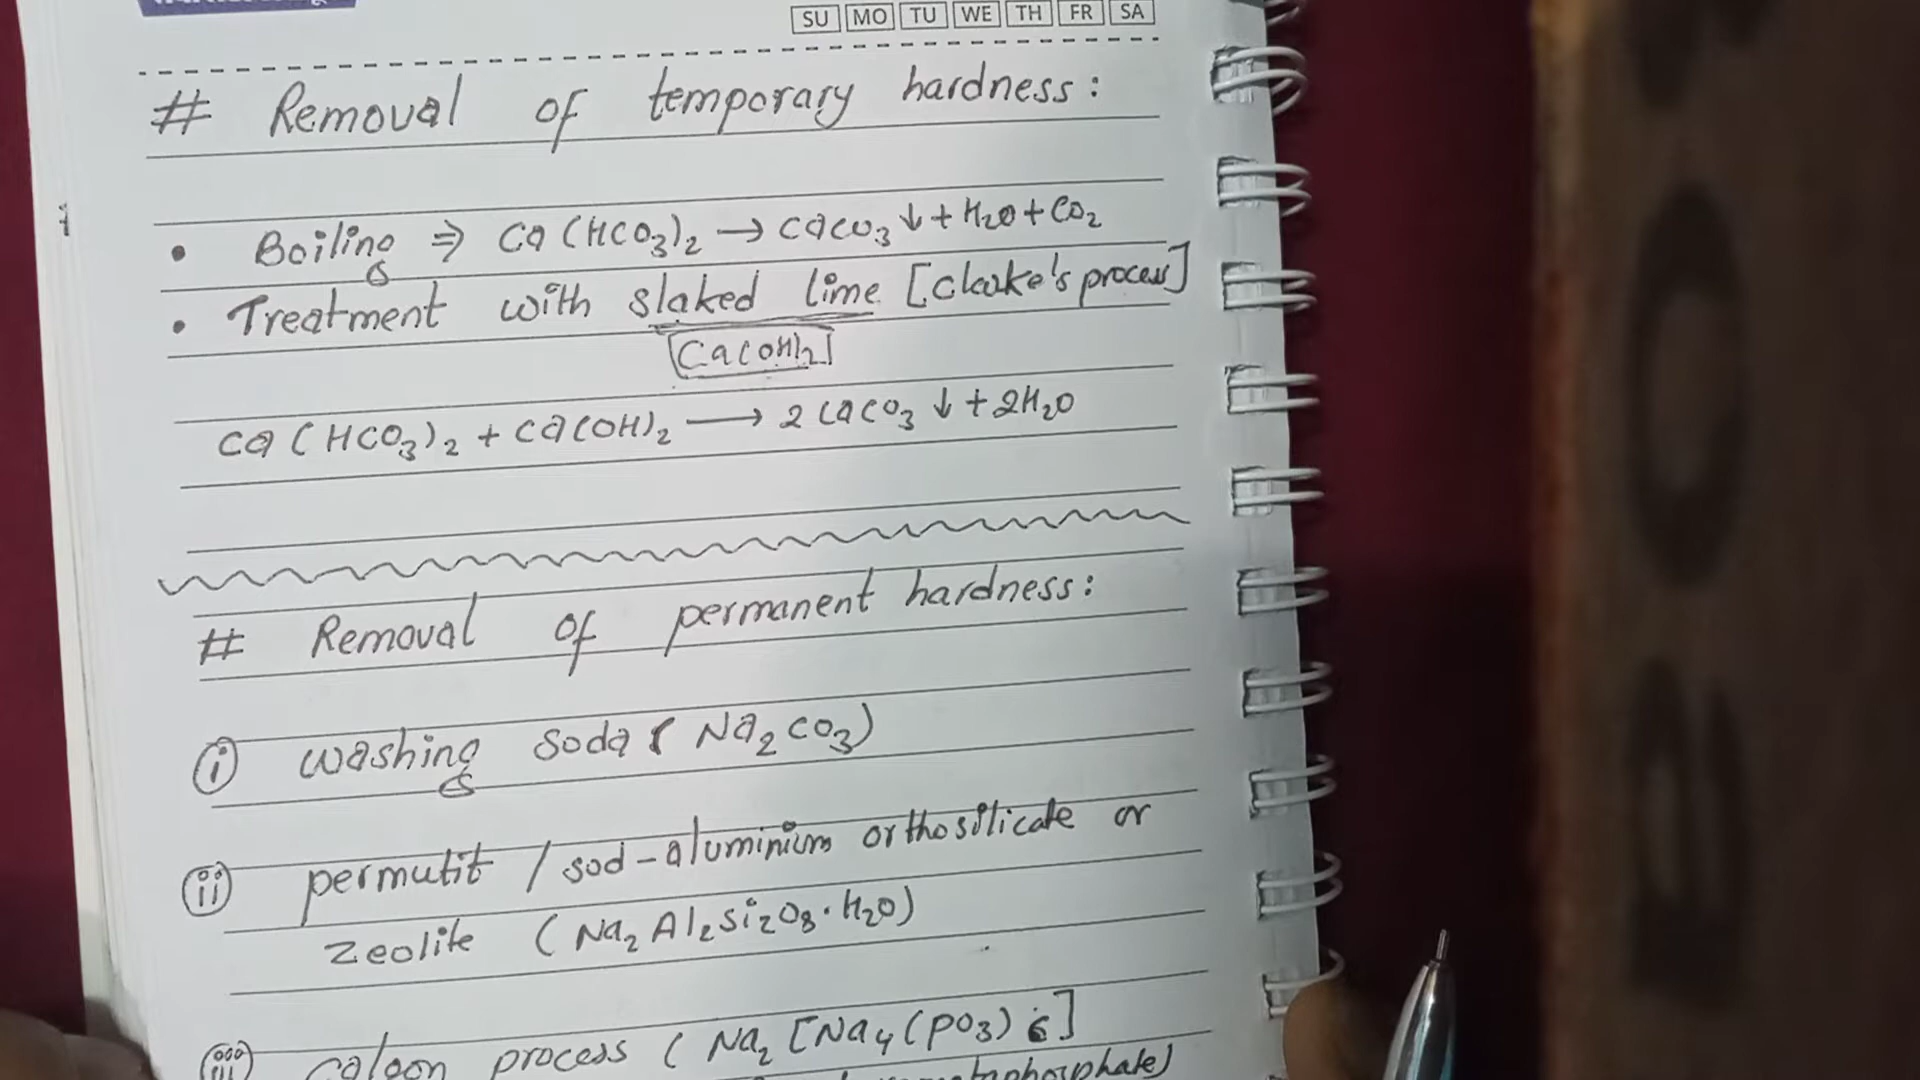 SU MO TU WE TH FR SA
# Removal of temporary hardness:
• Boiling ⇒ Ca(HCO3)2 → CaCO3↓ + H2O + CO2
• Treatment with slaked lime [Clarke's process]
[Ca(OH)2]
Ca(HCO3)2 + Ca(OH)2 → 2CaCO3↓ + 2H2O
# Removal of permanent hardness:
(i) washing soda (Na2CO3)
(ii) permutit / sod-aluminium orthosilicate or
zeolite (Na2Al2Si2O8.H2O)
(iii) calgon process (Na2[Na4(PO3)6]